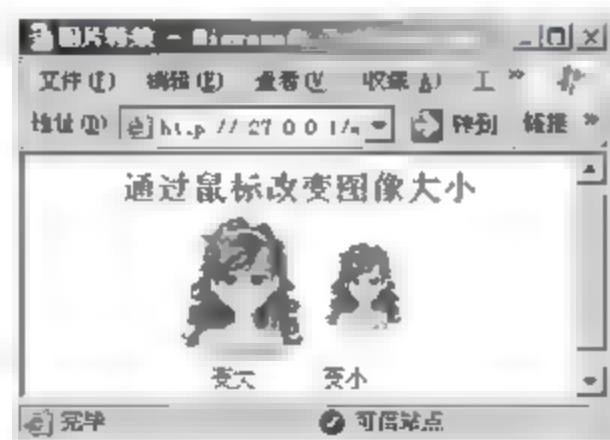 图片特效 -
文件(F) 编辑(E) 查看(V 收藏 A) 工 »
地址(D) 转到 链接 »
通过鼠标改变图像大小
变大 变小
完毕 可信站点